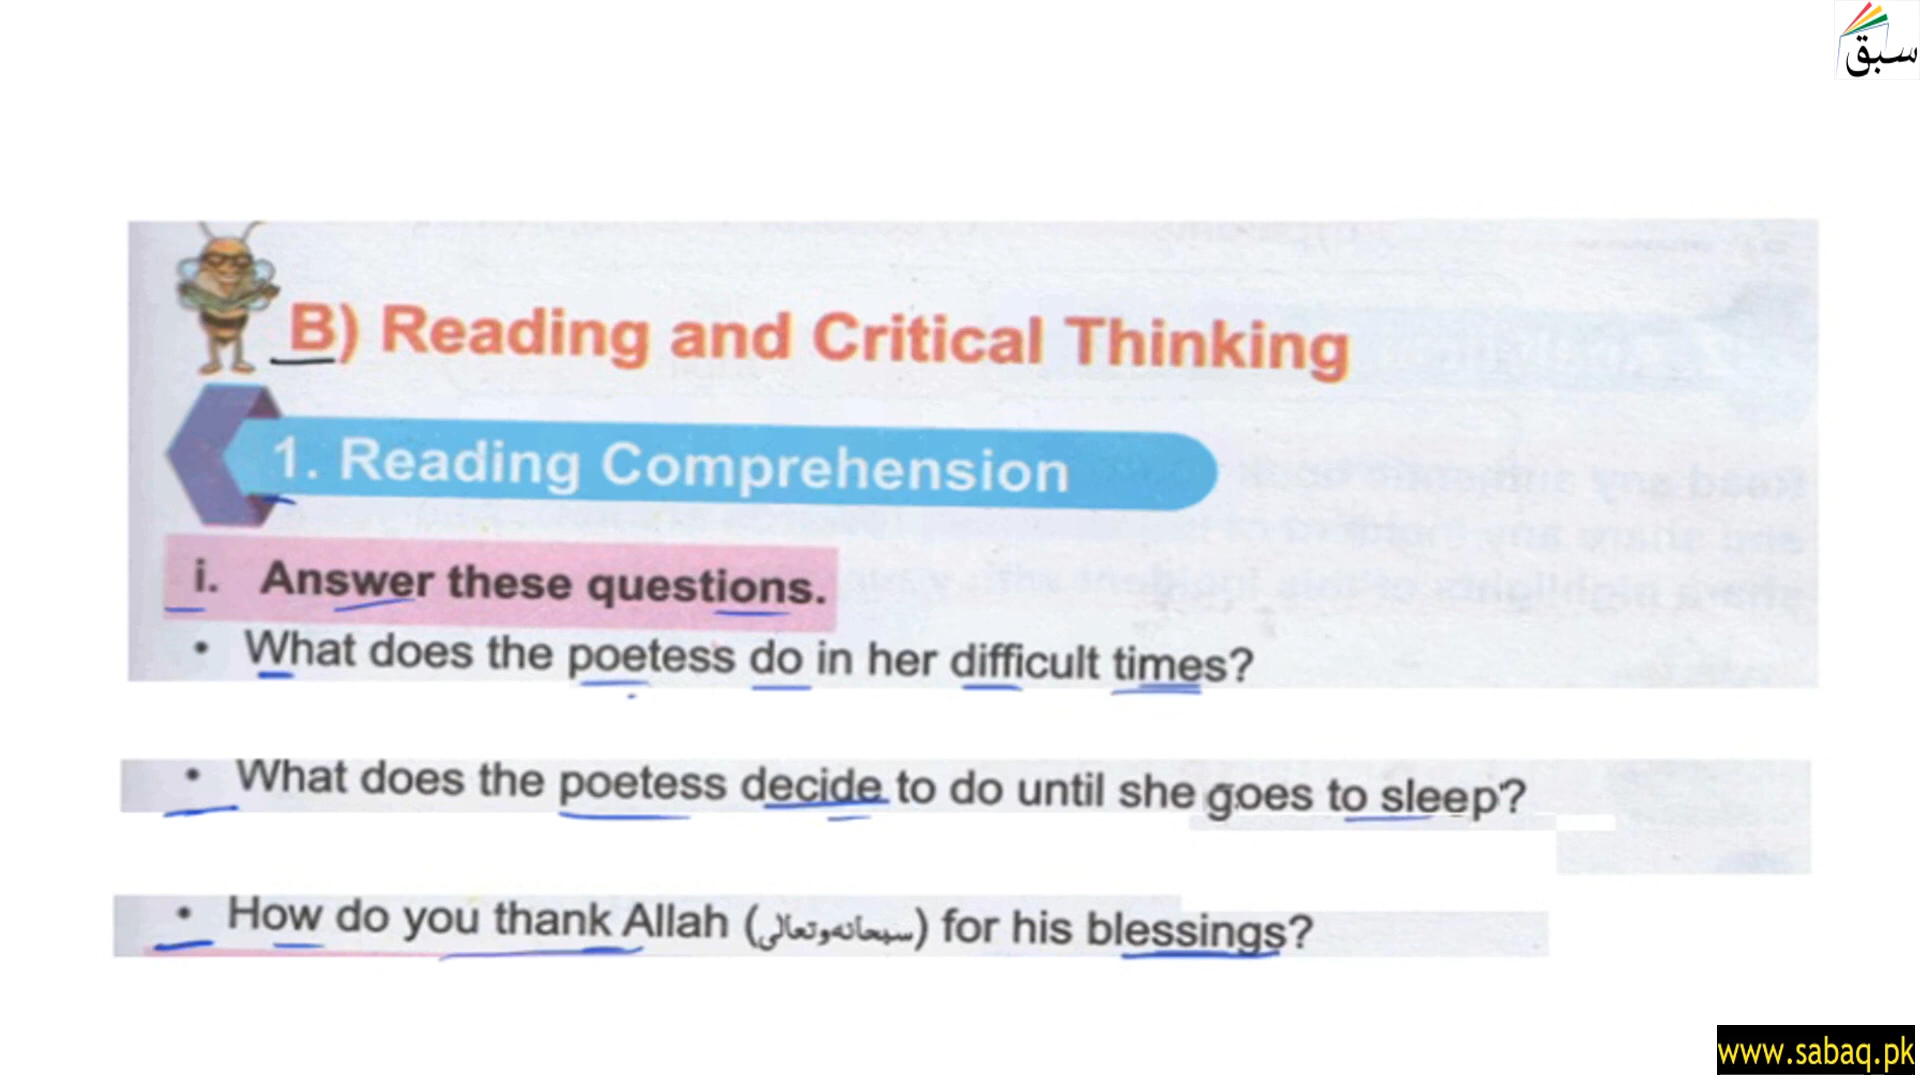 سبق
B) Reading and Critical Thinking
1. Reading Comprehension
i. Answer these questions.
• What does the poetess do in her difficult times?
• What does the poetess decide to do until she goes to sleep?
• How do you thank Allah (سبحانہ وتعالی) for his blessings?
www.sabaq.pk